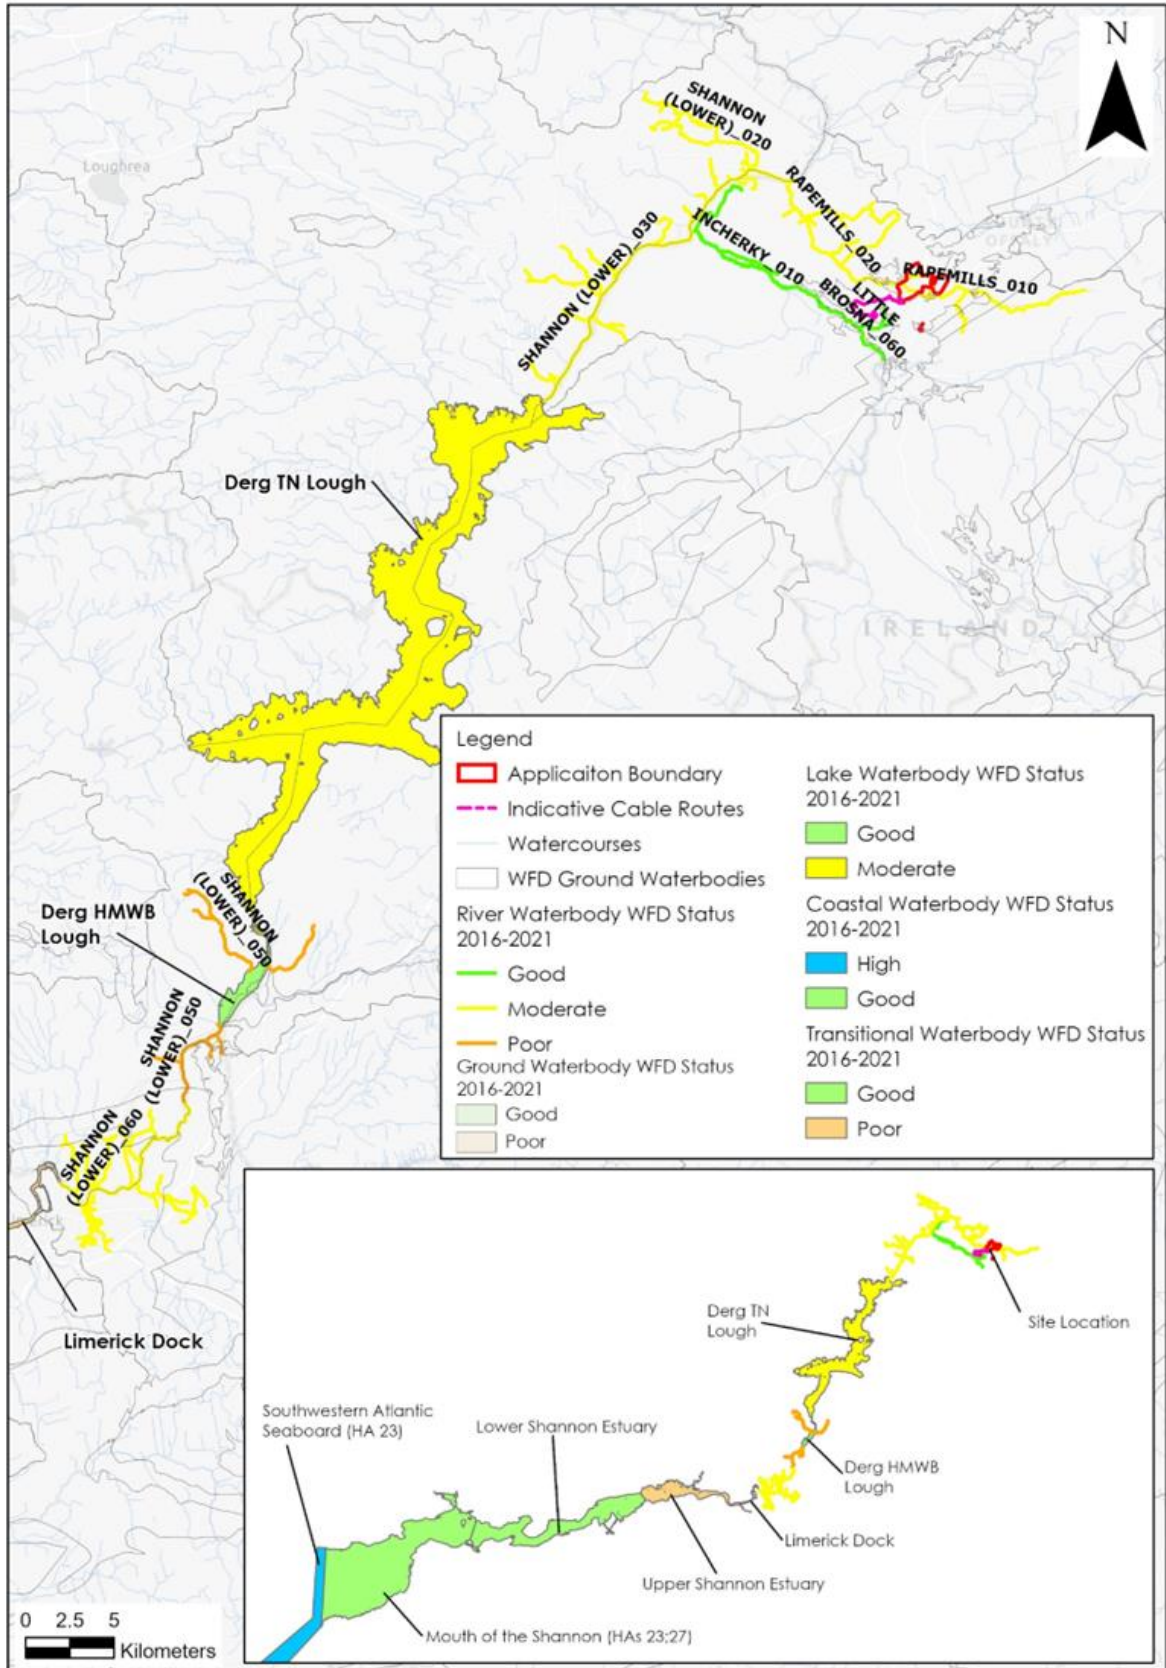 N
SHANNON
(LOWER)_020
Loughrea
RAPEMILLS_020
INCHERKY_010
SHANNON (LOWER)_030
RAPEMILLS_010
LITTLE
BROSNA_060
Derg TN Lough
IRELAND
SHANNON
(LOWER)_050
Derg HMWB
Lough
SHANNON
(LOWER)_050
SHANNON
(LOWER)_060
Limerick Dock
Legend
Applicaiton Boundary
Indicative Cable Routes
Watercourses
WFD Ground Waterbodies
River Waterbody WFD Status
2016-2021
Good
Moderate
Poor
Ground Waterbody WFD Status
2016-2021
Good
Poor
Lake Waterbody WFD Status
2016-2021
Good
Moderate
Coastal Waterbody WFD Status
2016-2021
High
Good
Transitional Waterbody WFD Status
2016-2021
Good
Poor
Derg TN
Lough
Site Location
Southwestern Atlantic
Seaboard (HA 23)
Lower Shannon Estuary
Derg HMWB
Lough
Limerick Dock
Upper Shannon Estuary
Mouth of the Shannon (HAs 23;27)
0 2.5 5
Kilometers